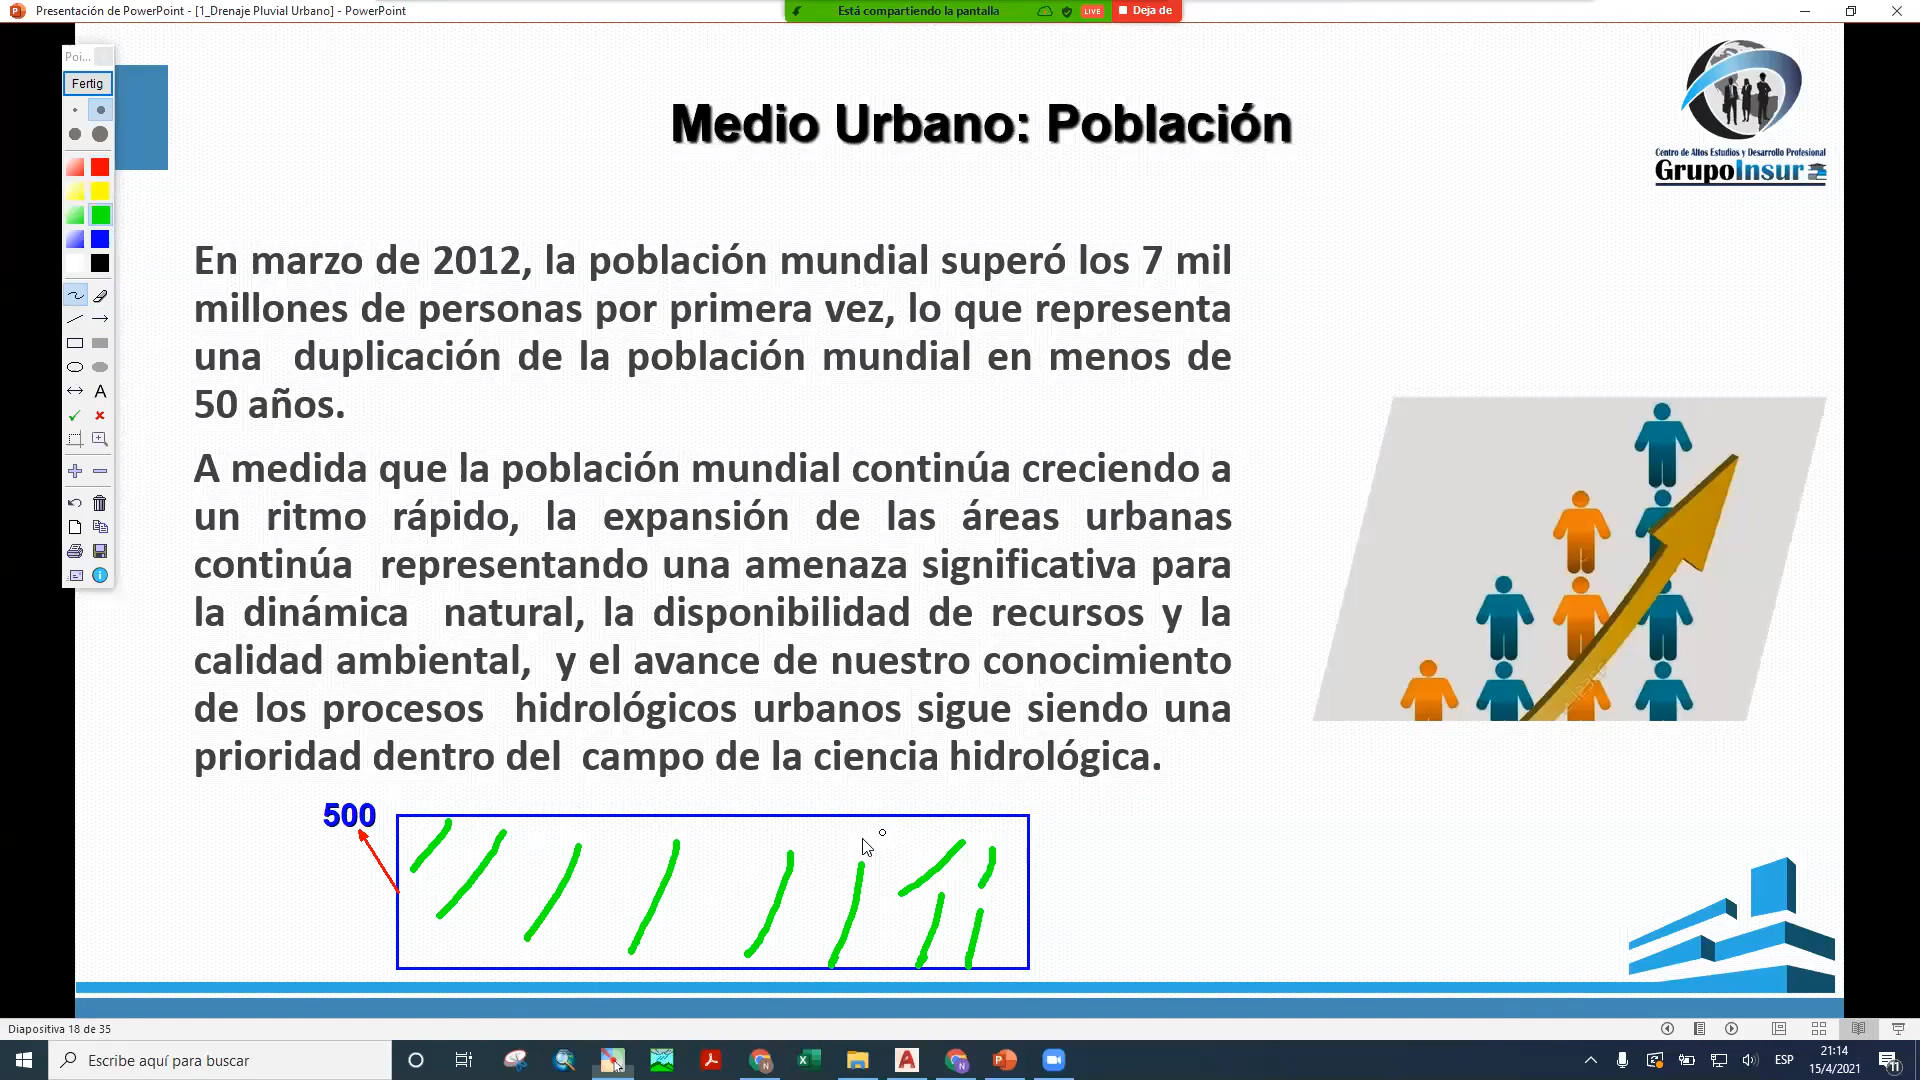 Presentación de PowerPoint - [1_Drenaje Pluvial Urbano] - PowerPoint
Está compartiendo la pantalla
LIVE
Deja de
Poi...
Fertig
A
Medio Urbano: Población
Centro de Altos Estudios y Desarrollo Profesional
GrupoInsur
En marzo de 2012, la población mundial superó los 7 mil
millones de personas por primera vez, lo que representa
una duplicación de la población mundial en menos de
50 años.
A medida que la población mundial continúa creciendo a
un ritmo rápido, la expansión de las áreas urbanas
continúa representando una amenaza significativa para
la dinámica natural, la disponibilidad de recursos y la
calidad ambiental, y el avance de nuestro conocimiento
de los procesos hidrológicos urbanos sigue siendo una
prioridad dentro del campo de la ciencia hidrológica.
500
Diapositiva 18 de 35
Escribe aquí para buscar
ESP
21:14
15/4/2021
11